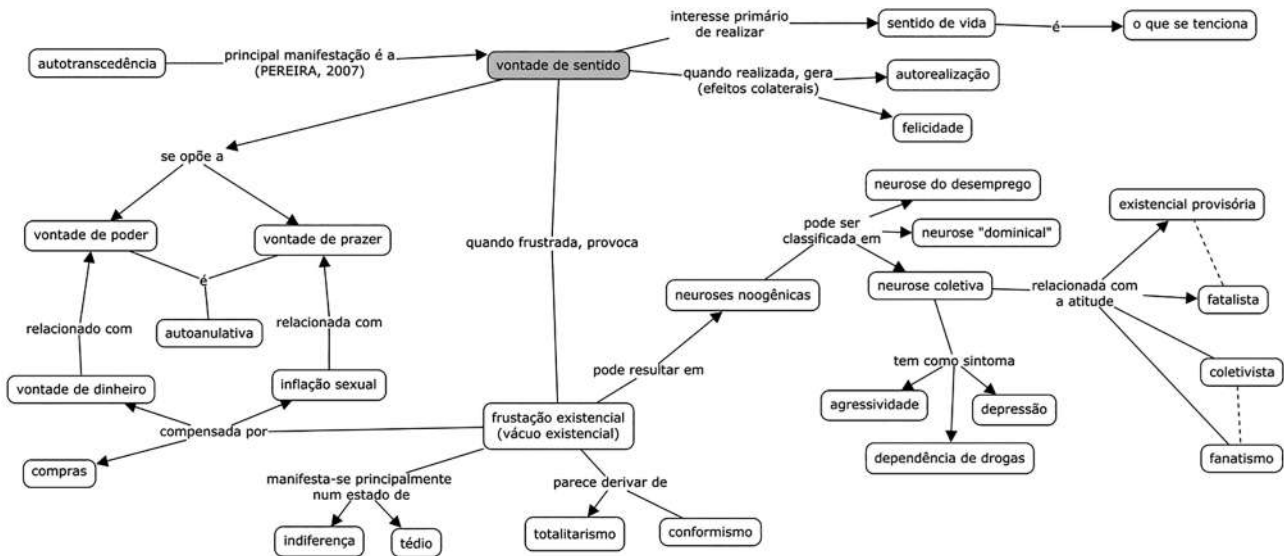 interesse primário
de realizar
sentido de vida
é
o que se tenciona
autotranscedência
principal manifestação é a
(PEREIRA, 2007)
vontade de sentido
quando realizada, gera
(efeitos colaterais)
autorealização
felicidade
se opõe a
vontade de poder
vontade de prazer
é
autoanulativa
relacionado com
relacionada com
vontade de dinheiro
inflação sexual
compensada por
compras
quando frustrada, provoca
frustação existencial
(vácuo existencial)
manifesta-se principalmente
num estado de
indiferença
tédio
parece derivar de
totalitarismo
conformismo
pode resultar em
neuroses noogênicas
pode ser
classificada em
neurose do desemprego
neurose "dominical"
neurose coletiva
tem como sintoma
agressividade
depressão
dependência de drogas
relacionada com
a atitude
existencial provisória
fatalista
coletivista
fanatismo